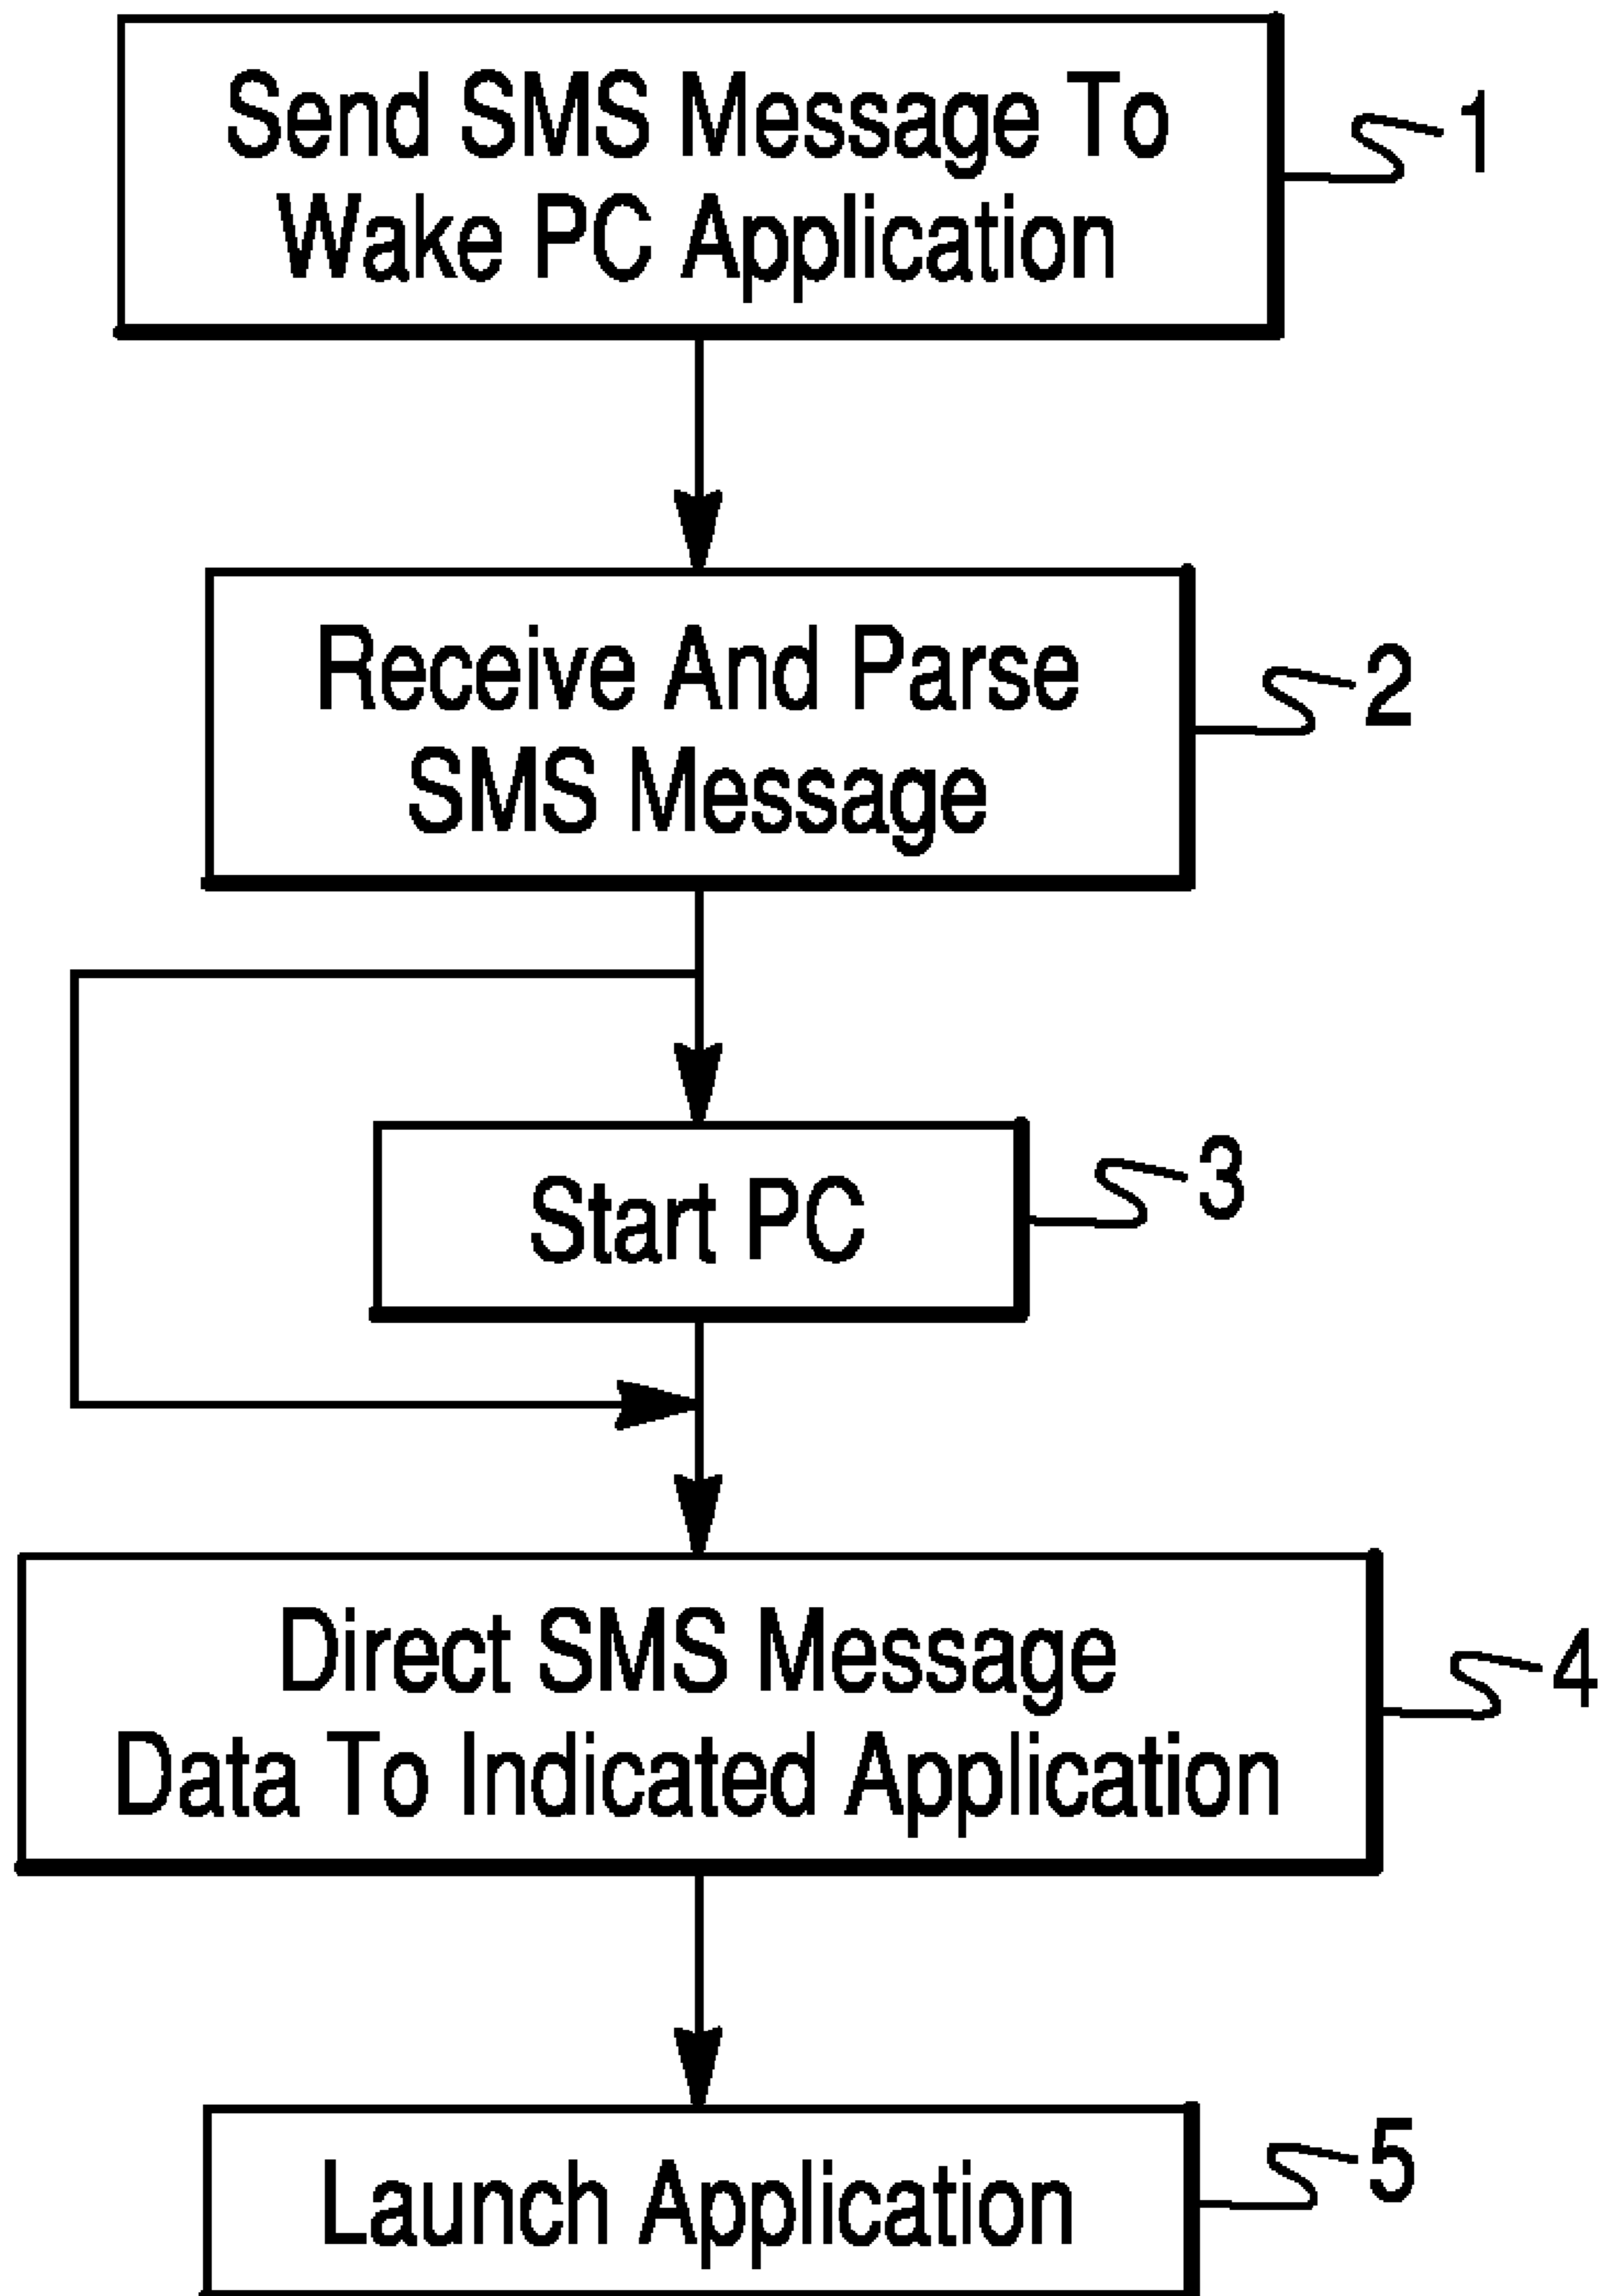 Send SMS Message To
Wake PC Application
1
Receive And Parse
SMS Message
2
Start PC
3
Direct SMS Message
Data To Indicated Application
4
Launch Application
5